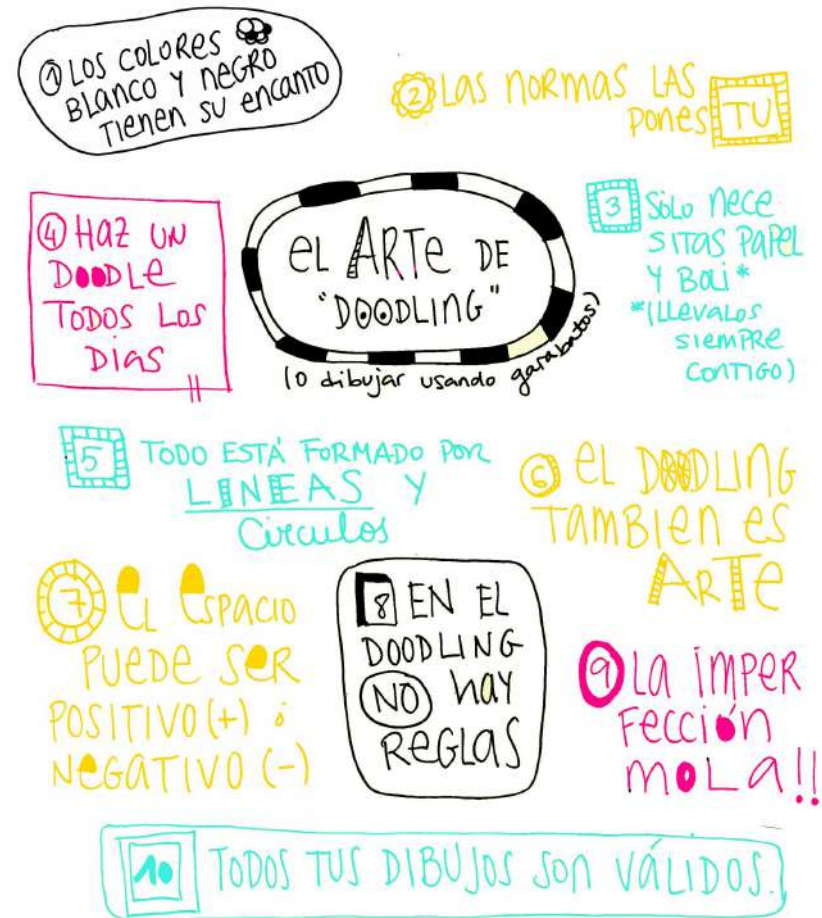 ① LOS COLORES
BLANCO Y NEGRO
TIENEN SU ENCANTO
② LAS NORMAS LAS
PONES TU
EL ARTE DE
"DOODLING"
(O dibujar usando garabatos)
3 SÓLO NECE
SITAS PAPEL
Y BOLI*
*(LLEVALOS
SIEMPRE
CONTIGO)
④ HAZ UN
DOODLE
TODOS LOS
DIAS
5 TODO ESTÁ FORMADO POR
LINEAS Y
Circulos
⑥ EL DOODLING
TAMBIEN ES
ARTE
⑦ EL ESPACIO
PUEDE SER
POSITIVO (+) ó
NEGATIVO (-)
8 EN EL
DOODLING
NO HAY
REGLAS
⑨ LA IMPER
FECCIÓN
MOLA!!
10 TODOS TUS DIBUJOS SON VÁLIDOS.